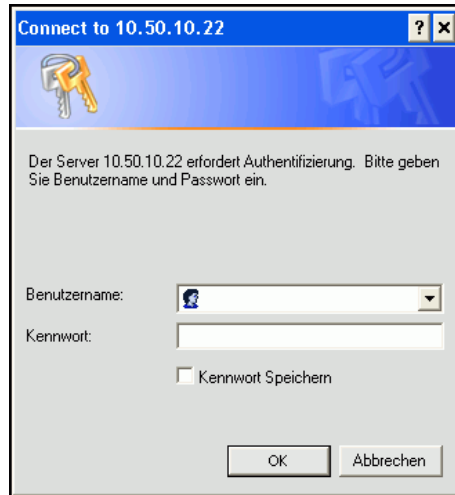 Connect to 10.50.10.22
Der Server 10.50.10.22 erfordert Authentifizierung. Bitte geben
Sie Benutzername und Passwort ein.
Benutzername:
Kennwort:
Kennwort Speichern
OK Abbrechen